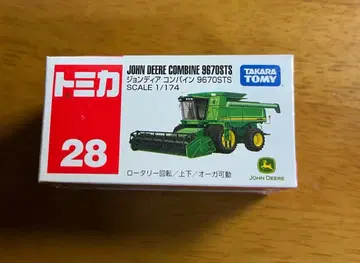 トミカ
28
JOHN DEERE COMBINE 9670STS
ジョンディア コンバイン 9670STS
SCALE 1/174
TAKARA
TOMY
JOHN DEERE
ロータリー回転／上下／オーガ可動